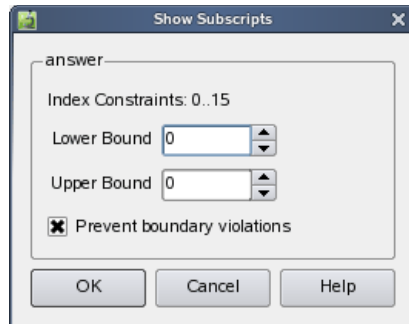 Show Subscripts
answer
Index Constraints: 0..15
Lower Bound 0
Upper Bound 0
Prevent boundary violations
OK Cancel Help